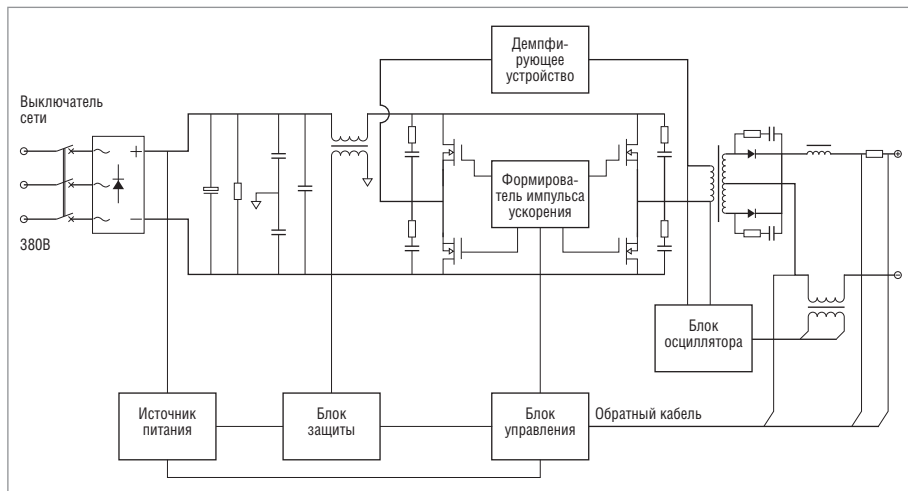 Демпфи-
рующее
устройство
Выключатель
сети
+
−
380В
Формирова-
тель импульса
ускорения
+
−
Блок
осциллятора
Источник
питания
Блок
защиты
Блок
управления
Обратный кабель